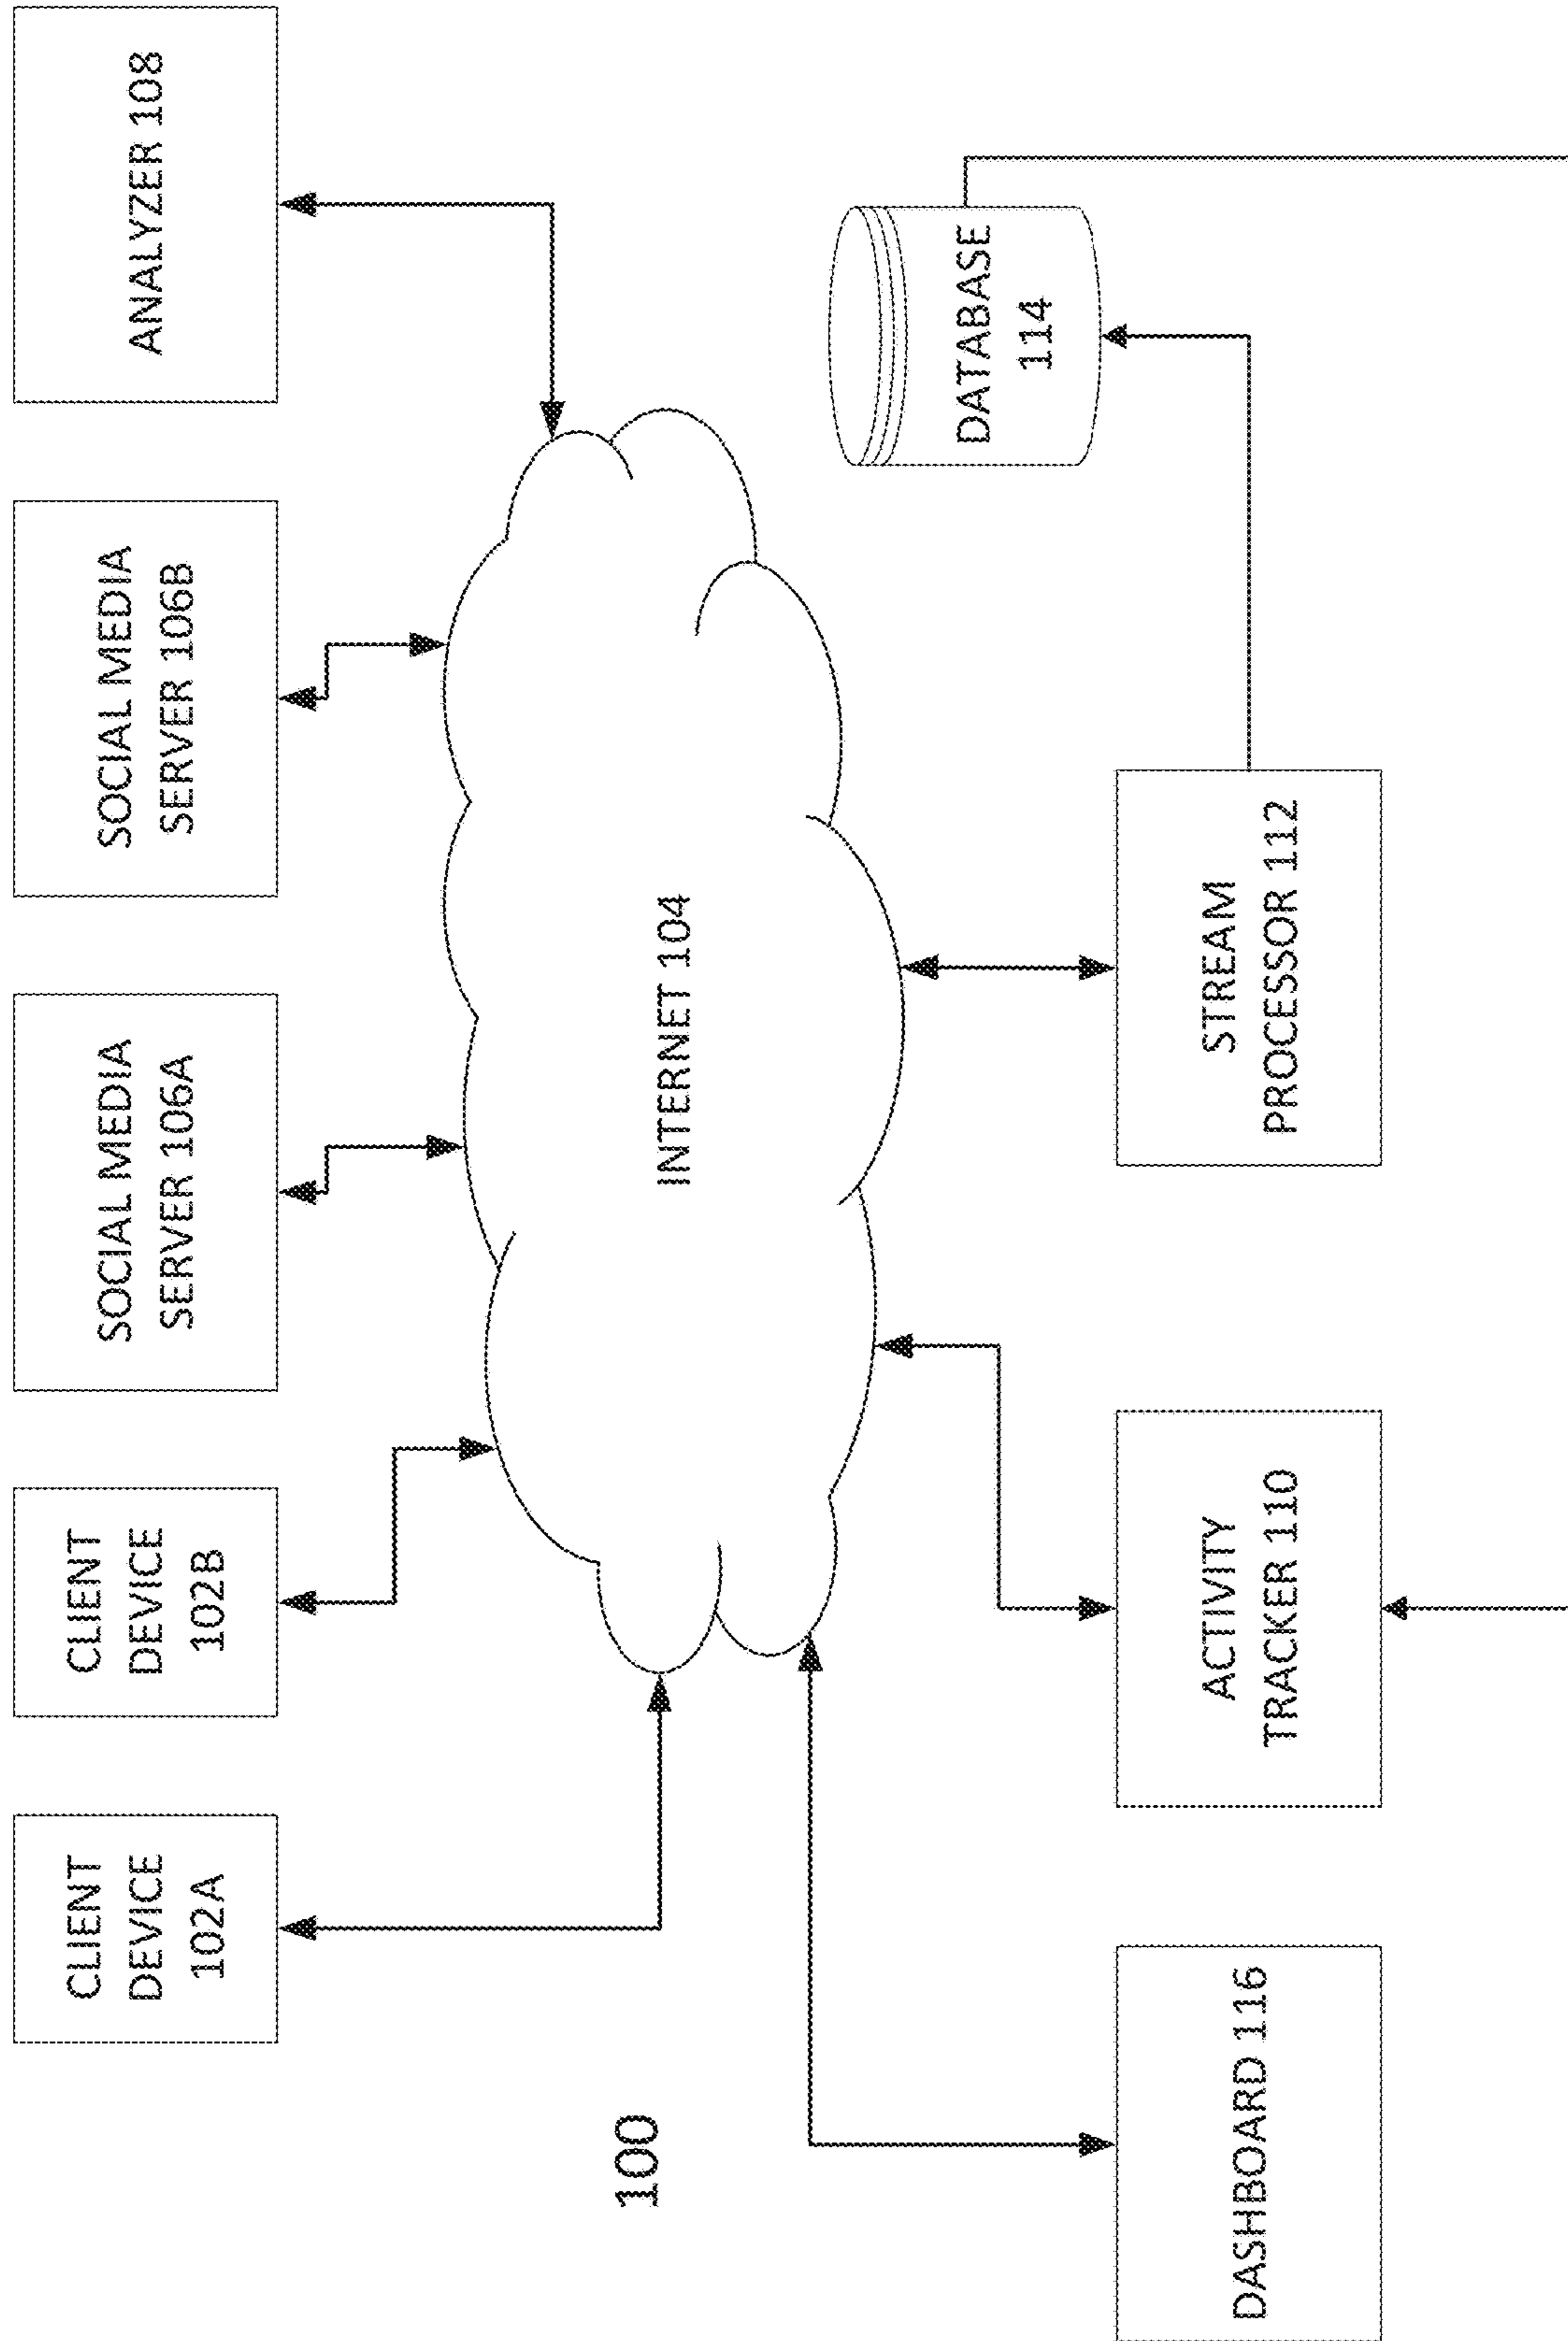 CLIENT
DEVICE
102A
CLIENT
DEVICE
102B
SOCIAL MEDIA
SERVER 106A
SOCIAL MEDIA
SERVER 106B
ANALYZER 108
100
INTERNET 104
DATABASE
114
DASHBOARD 116
ACTIVITY
TRACKER 110
STREAM
PROCESSOR 112